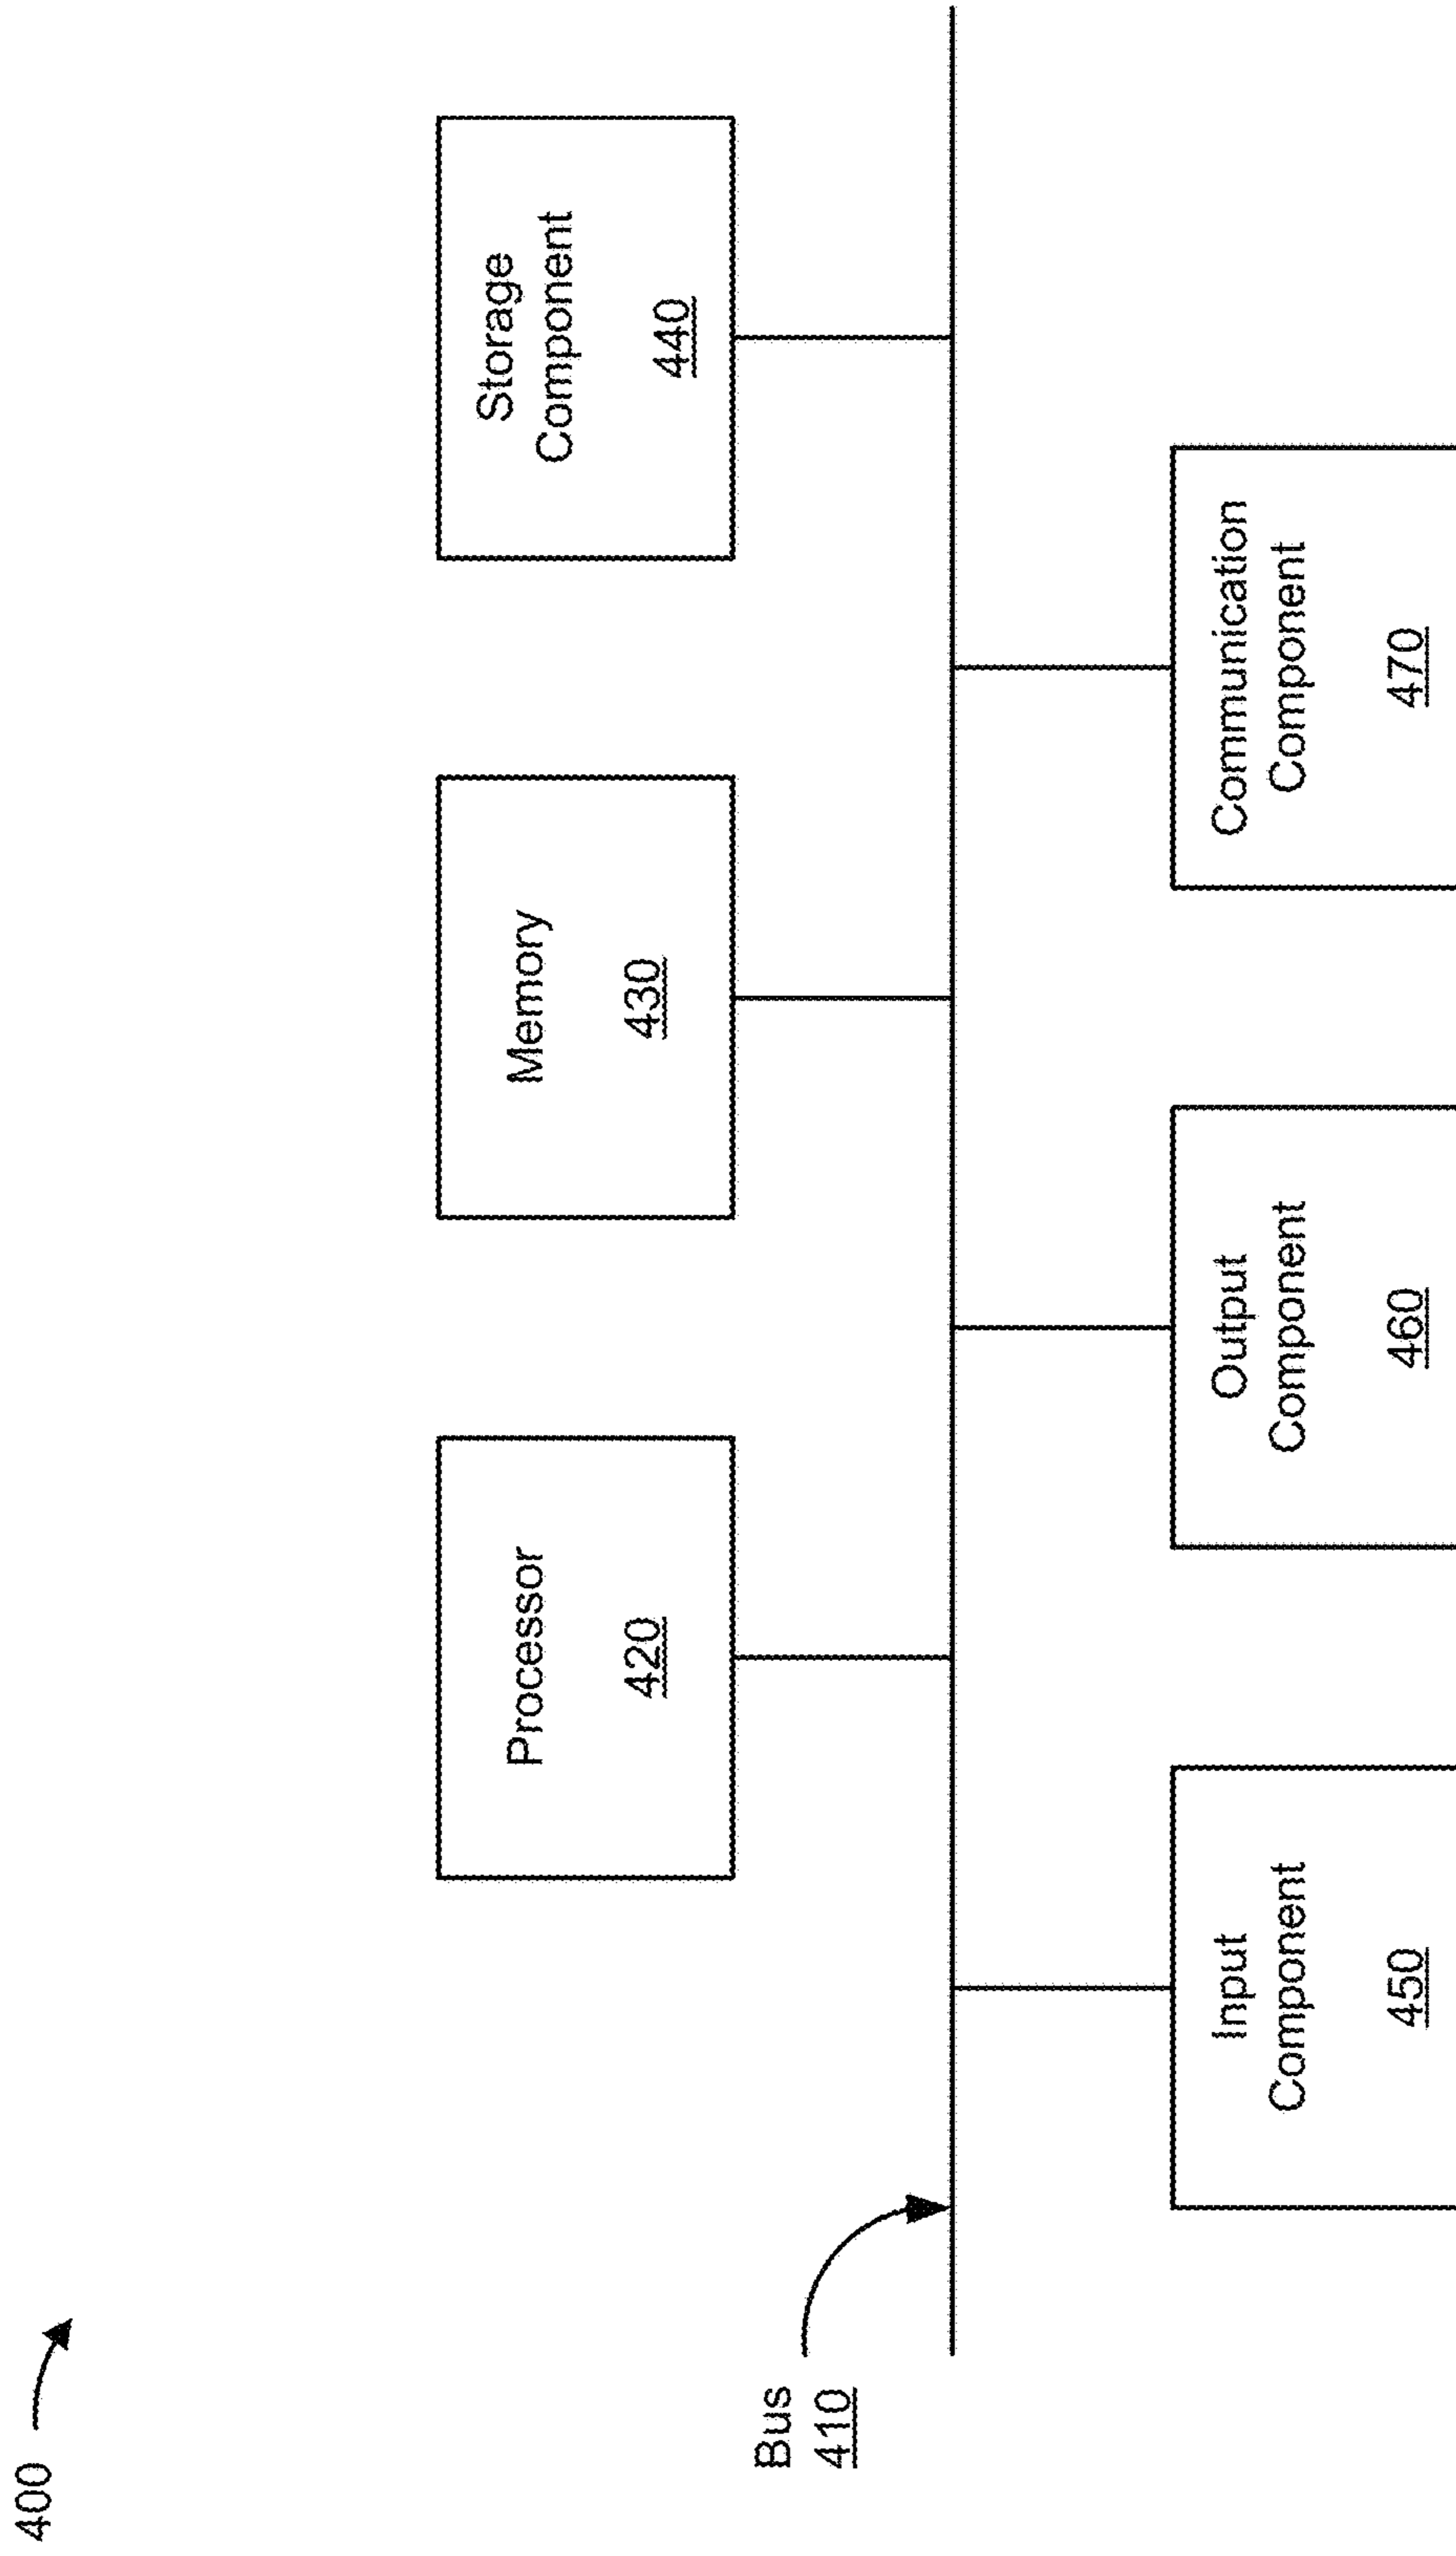 400
Processor
420
Memory
430
Storage
Component
440
Bus
410
Input
Component
450
Output
Component
460
Communication
Component
470